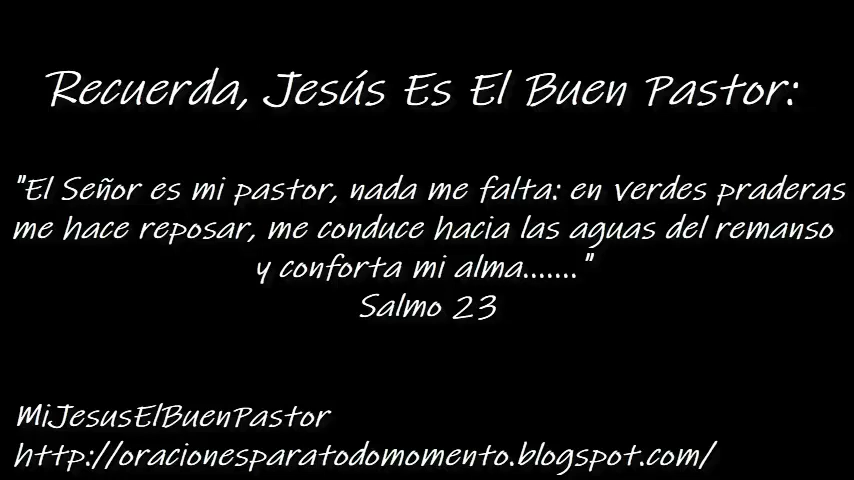 Recuerda, Jesús Es El Buen Pastor:
"El Señor es mi pastor, nada me falta: en verdes praderas
me hace reposar, me conduce hacia las aguas del remanso
y conforta mi alma......."
Salmo 23
MiJesusElBuenPastor
http://oracionesparatodomomento.blogspot.com/